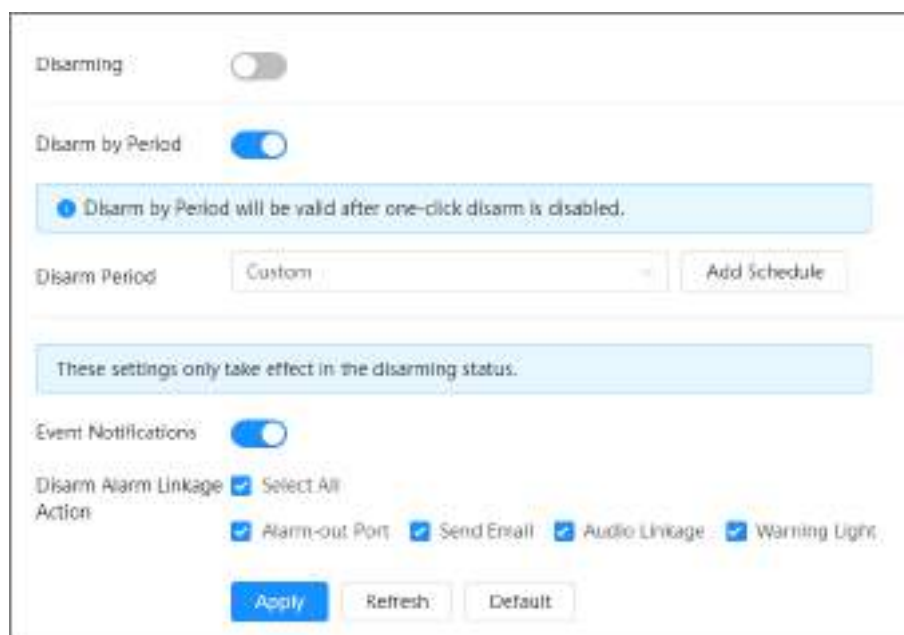 Disarming
Disarm by Period
Disarm by Period will be valid after one-click disarm is disabled.
Disarm Period Custom Add Schedule
These settings only take effect in the disarming status.
Event Notifications
Disarm Alarm Linkage Action Select All
Alarm-out Port Send Email Audio Linkage Warning Light
Apply Refresh Default